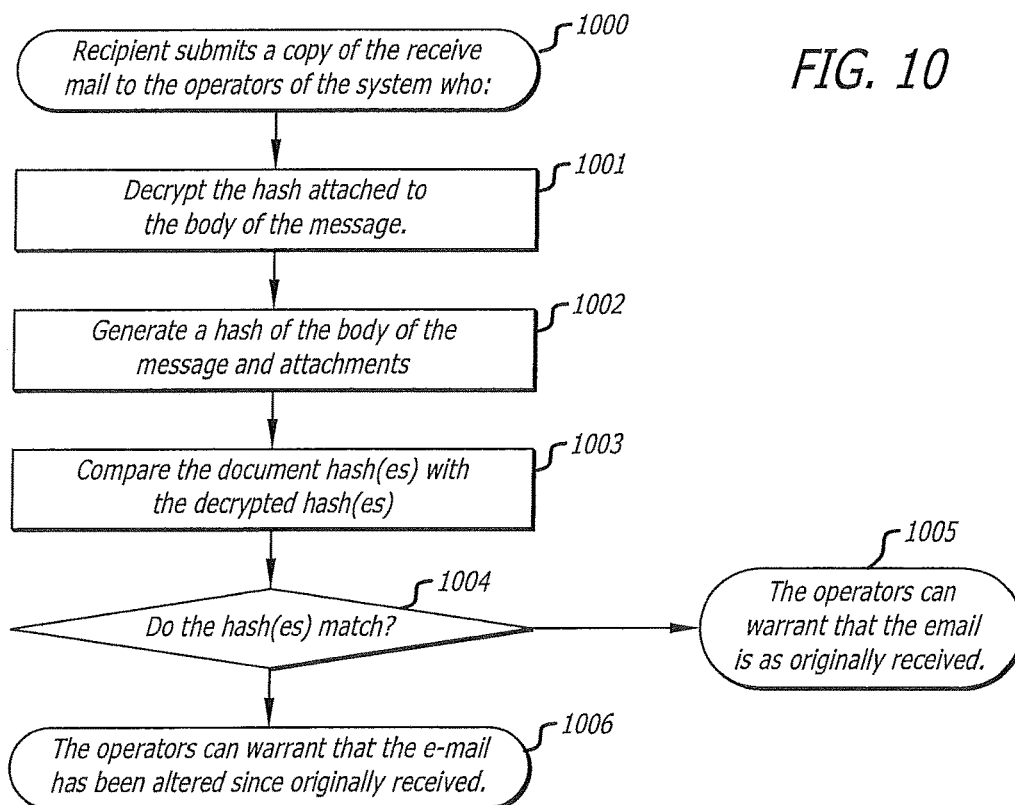 1000
Recipient submits a copy of the receive
mail to the operators of the system who:
FIG. 10
1001
Decrypt the hash attached to
the body of the message.
1002
Generate a hash of the body of the
message and attachments
1003
Compare the document hash(es) with
the decrypted hash(es)
1004
Do the hash(es) match?
1005
The operators can
warrant that the email
is as originally received.
1006
The operators can warrant that the e-mail
has been altered since originally received.